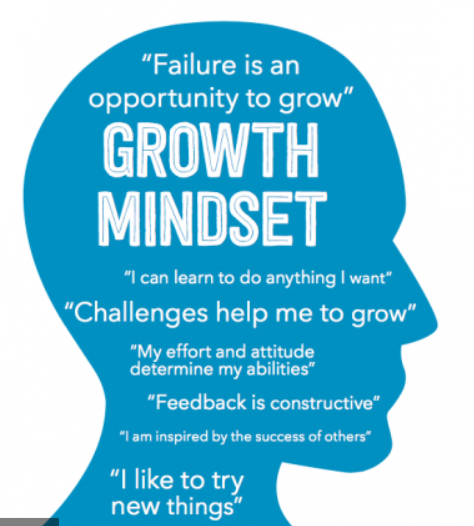 “Failure is an
opportunity to grow”
GROWTH
MINDSET
“I can learn to do anything I want”
“Challenges help me to grow”
“My effort and attitude
determine my abilities”
“Feedback is constructive”
“I am inspired by the success of others”
“I like to try
new things”